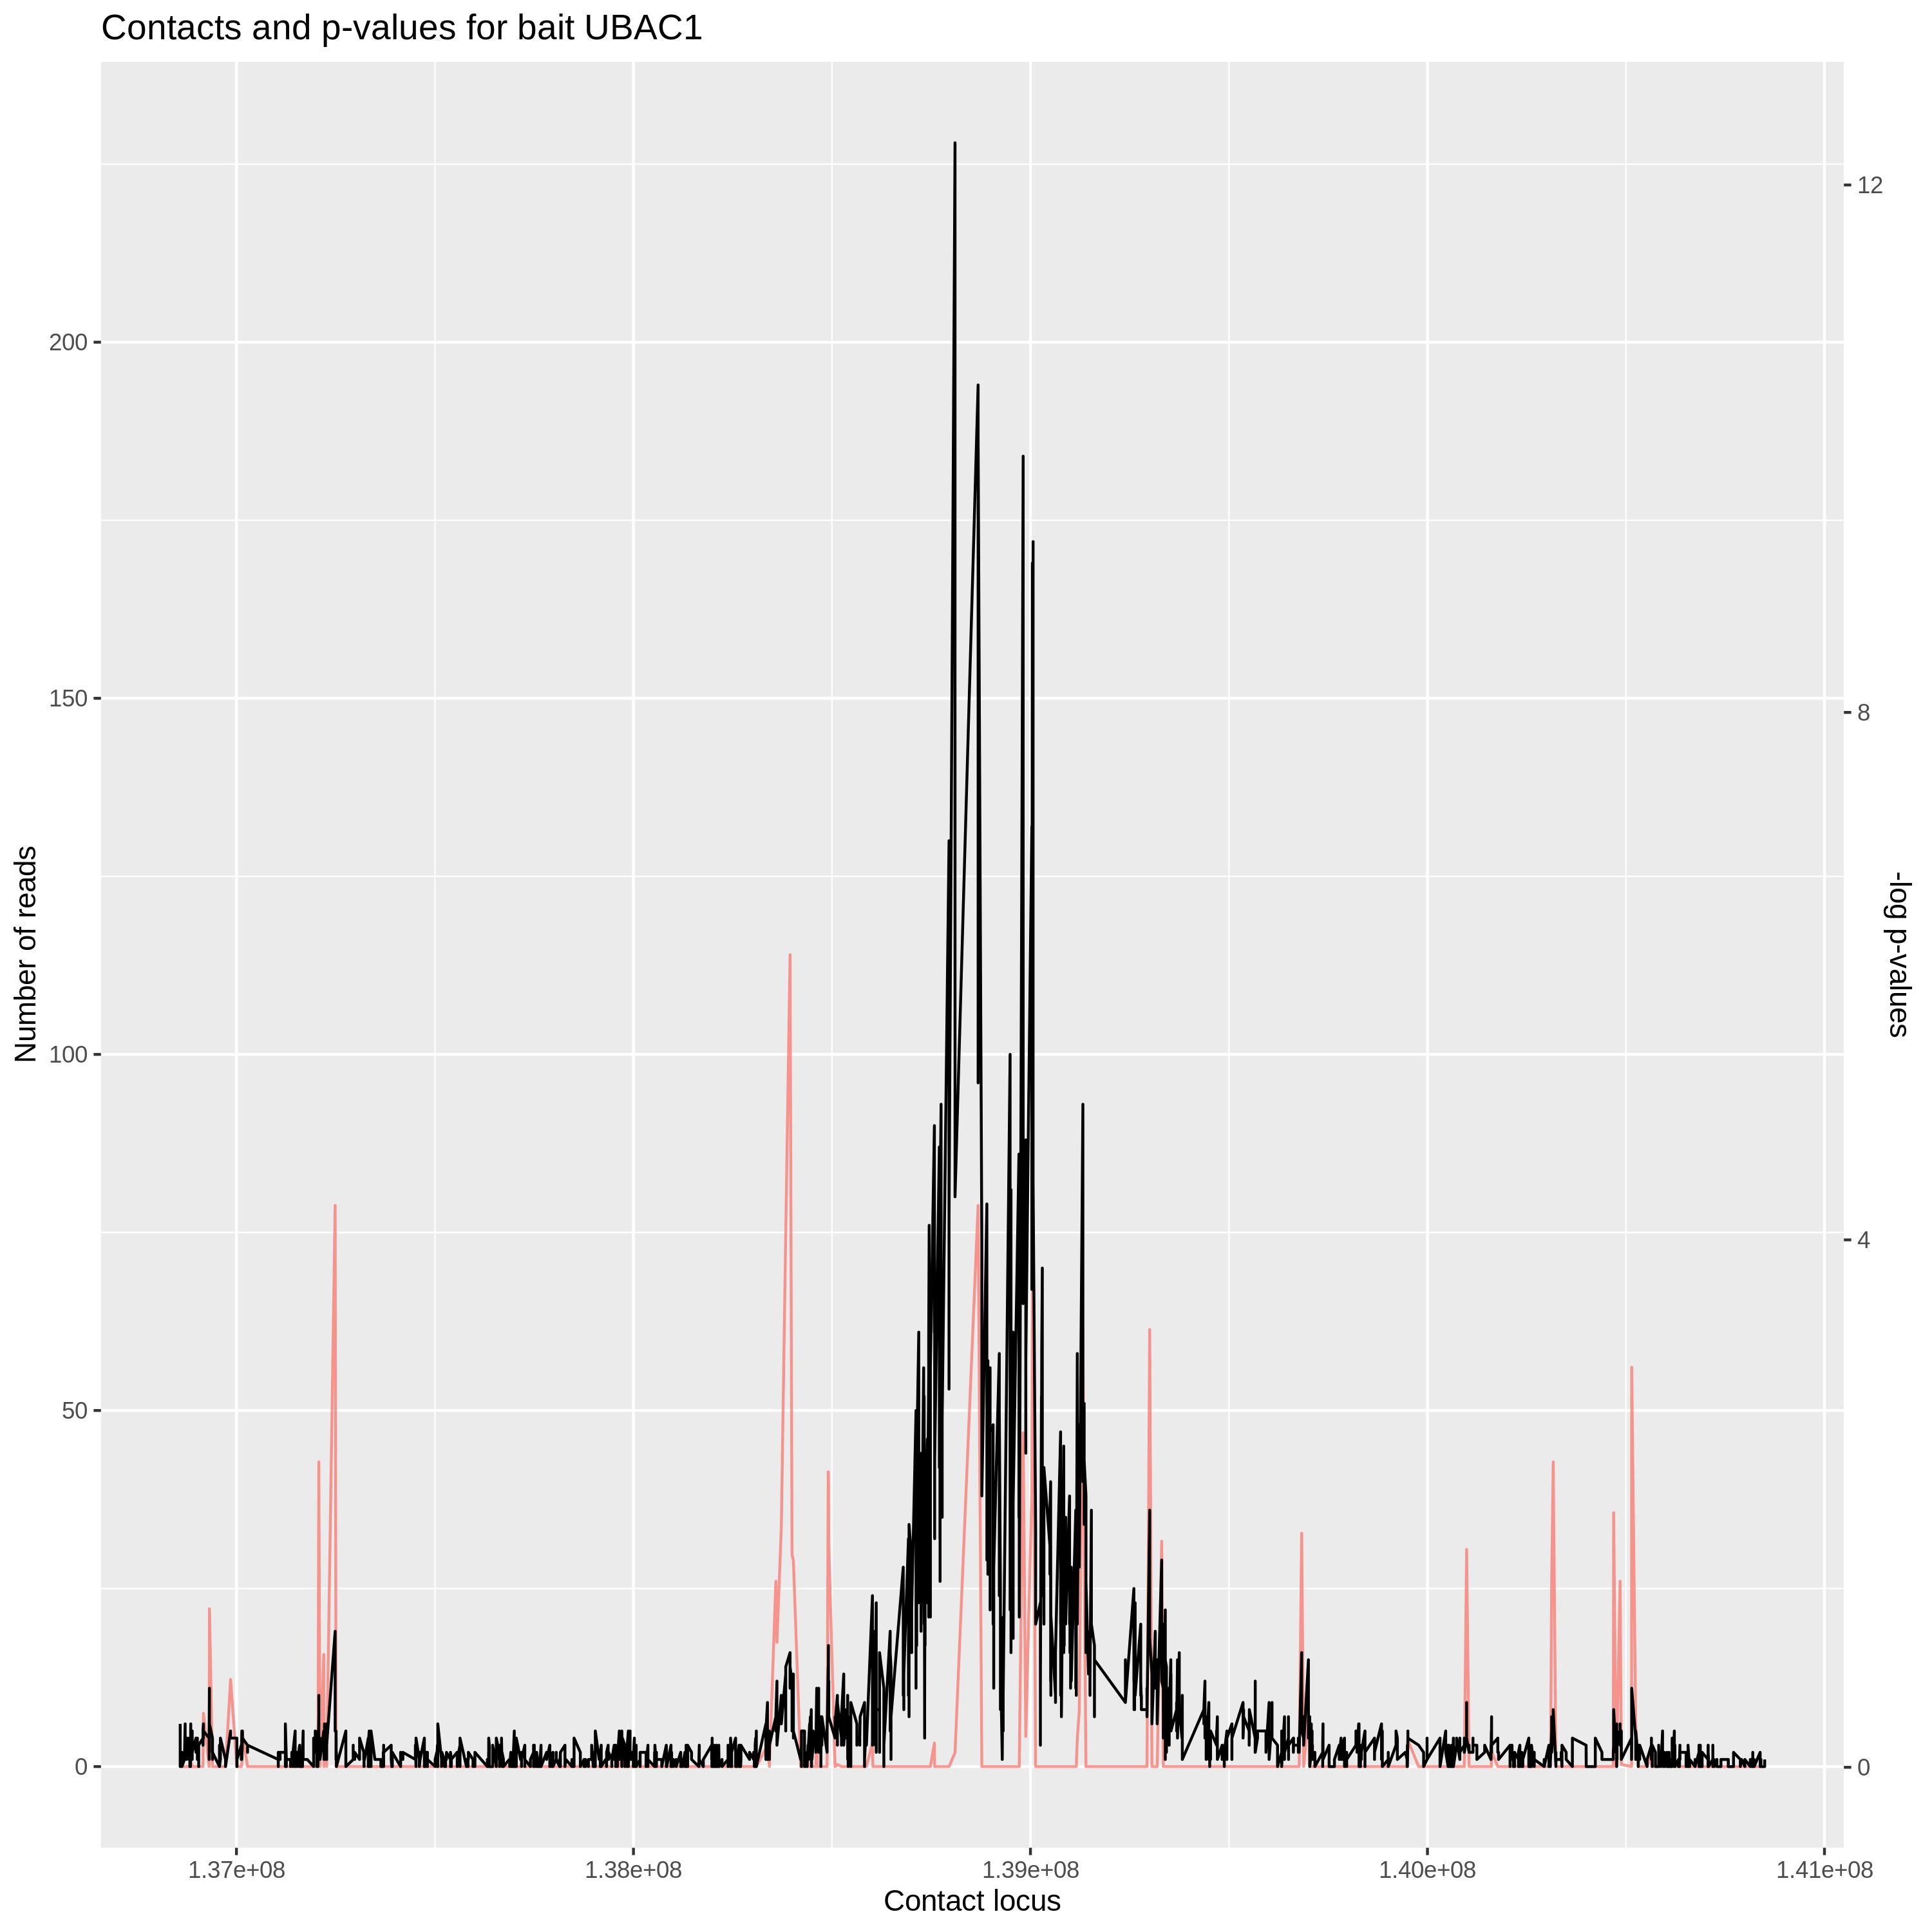 Contacts and p-values for bait UBAC1
Number of reads
200
150
100
50
0
12
8
4
0
-log p-values
1.37e+08
1.38e+08
1.39e+08
1.40e+08
1.41e+08
Contact locus